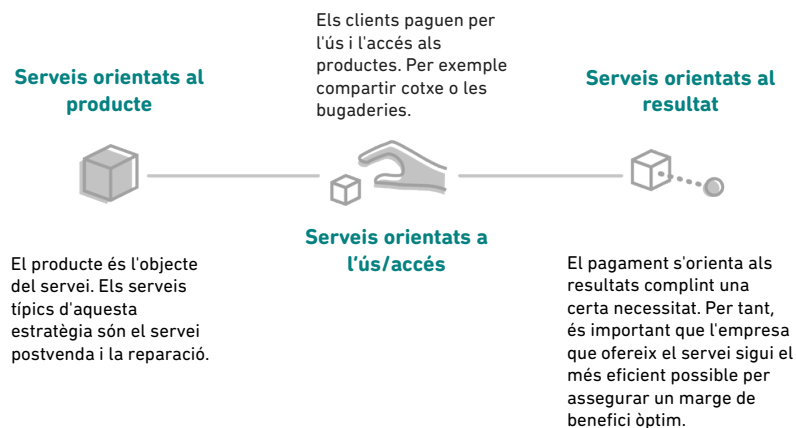 Serveis orientats al
producte
El producte és l'objecte
del servei. Els serveis
típics d'aquesta
estratègia són el servei
postvenda i la reparació.
Els clients paguen per
l'ús i l'accés als
productes. Per exemple
compartir cotxe o les
bugaderies.
Serveis orientats a
l’ús/accés
Serveis orientats al
resultat
El pagament s'orienta als
resultats complint una
certa necessitat. Per tant,
és important que l'empresa
que ofereix el servei sigui el
més eficient possible per
assegurar un marge de
benefici òptim.